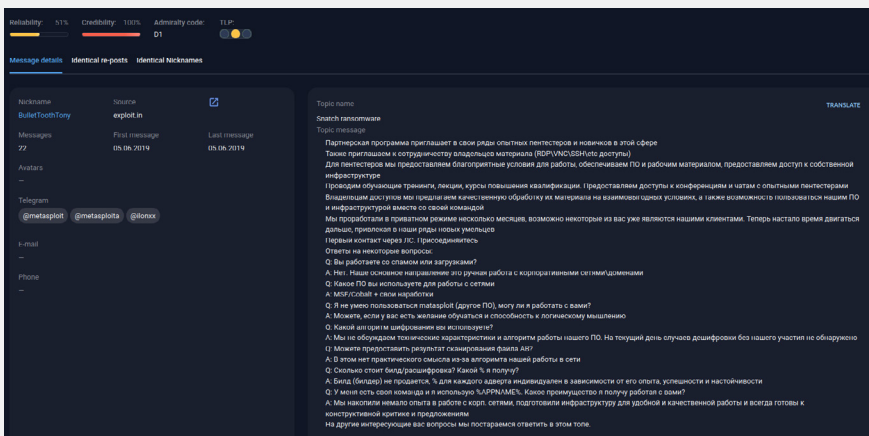 Reliability: 51% Credibility: 100% Admiralty code: TLP:
D1
Message details Identical re-posts Identical Nicknames
Nickname Source
BulletToothTony exploit.in
Messages First message Last message
22 05.06.2019 05.06.2019
Avatars
—
Telegram
@metasploit @metasploita @ilonxx
E-mail
—
Phone
—
Topic name TRANSLATE
Snatch ransomware
Topic message
Партнерская программа приглашает в свои ряды опытных пентестеров и новичков в этой сфере
Также приглашаем к сотрудничеству владельцев материала (RDP\VNC\SSH\etc доступы)
Для пентестеров мы предоставляем благоприятные условия для работы, обеспечиваем ПО и рабочим материалом, предоставляем доступ к собственной
инфраструктуре
Проводим обучающие тренинги, лекции, курсы повышения квалификации. Предоставляем доступы к конференциям и чатам с опытными пентестерами
Владельцам доступов мы предлагаем качественную обработку их материала на взаимовыгодных условиях, а также возможность пользоваться нашим ПО
и инфраструктурой вместе со своей командой
Мы проработали в приватном режиме несколько месяцев, возможно некоторые из вас уже являются нашими клиентами. Теперь настало время двигаться
дальше, привлекая в наши ряды новых умельцев
Первый контакт через ЛС. Присоединяйтесь
Ответы на некоторые вопросы:
Q: Вы работаете со спамом или загрузками?
A: Нет. Наше основное направление это ручная работа с корпоративными сетями\доменами
Q: Какое ПО вы используете для работы с сетями
A: MSF/Cobalt + свои наработки
Q: Я не умею пользоваться matasploit (другое ПО), могу ли я работать с вами?
A: Можете, если у вас есть желание обучаться и способность к логическому мышлению
Q: Какой алгоритм шифрования вы используете?
A: Мы не обсуждаем технические характеристики и алгоритм работы нашего ПО. На текущий день случаев дешифровки без нашего участия не обнаружено
Q: Можете предоставить результат сканирования файла АВ?
A: В этом нет практического смысла из-за алгоримта нашей работы в сети
Q: Сколько стоит билд/расшифровка? Какой % я получу?
A: Билд (билдер) не продается, % для каждого адверта индивидуален в зависимости от его опыта, успешности и настойчивости
Q: У меня есть своя команда и я использую %APPNAME%. Какое преимущество я получу работая с вами?
A: Мы накопили немало опыта в работе с корп. сетями, подготовили инфраструктуру для удобной и качественной работы и всегда готовы к
конструктивной критике и предложениям
На другие интересующие вас вопросы мы постараемся ответить в этом топе.